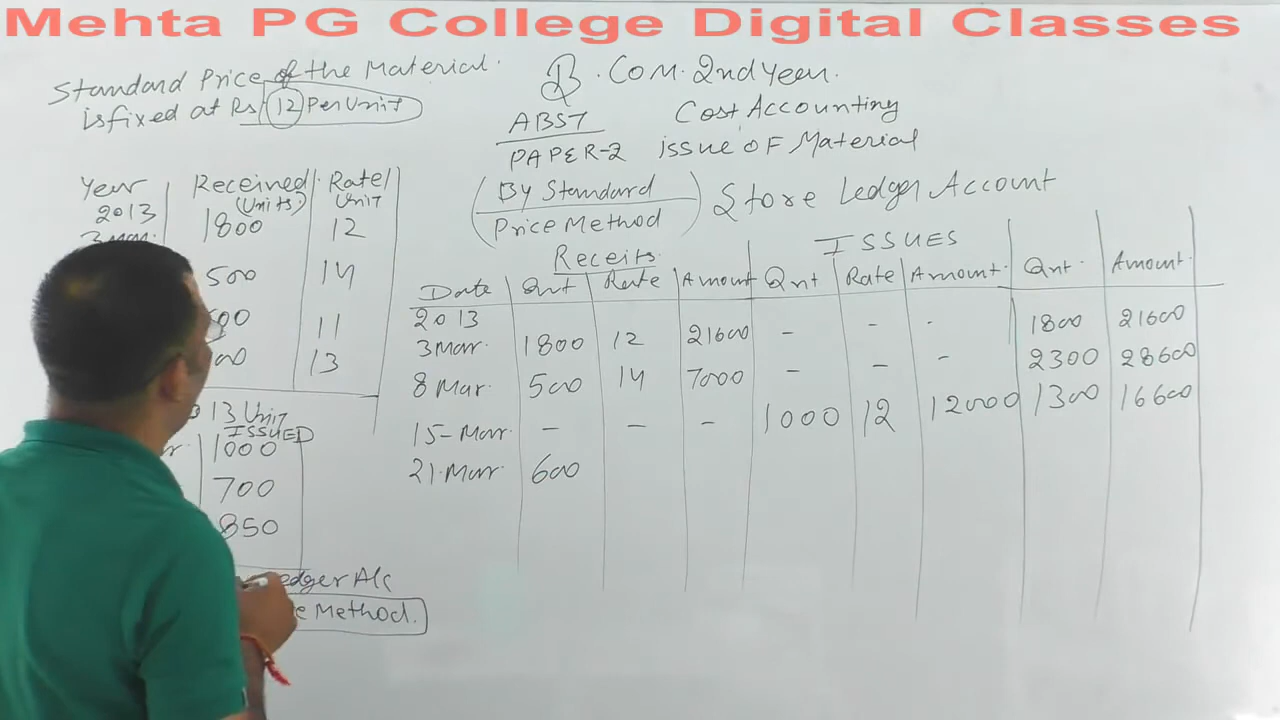 Mehta PG College Digital Classes
Standard Price of the Material.
is fixed at Rs 12 Per Unit
B. Com. 2nd Year.
ABST
PAPER-2
Cost Accounting
issue of Material
(By Standard
Price Method)
Store Ledger Account
Year
2013
Received
(Units)
Rate/
Unit
3 Mar.
1800
12
500
14
11
13
13 Unit
ISSUED
1000
700
850
edger A/c
e Method.
Receits.
ISSUES
Date
Qnt
Rate
Amount
Qnt
Rate
Amount.
Qnt.
Amount.
2013
3 Mar.
1800
12
21600
-
-
-
1800
21600
8 Mar.
500
14
7000
-
-
-
2300
28600
15-Mar.
-
-
-
1000
12
12000
1300
16600
21.Mar.
600